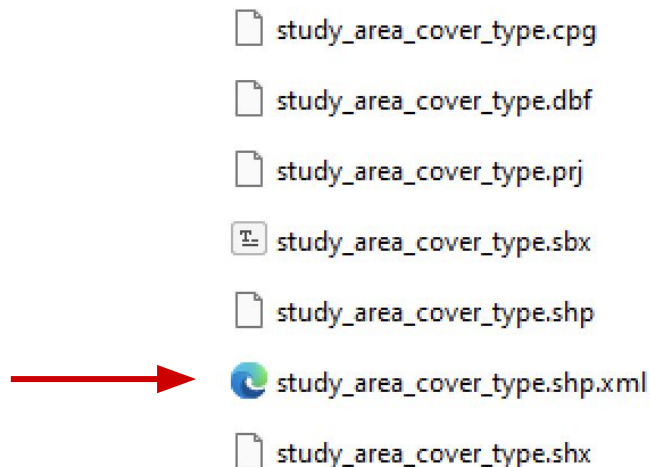 study_area_cover_type.cpg
study_area_cover_type.dbf
study_area_cover_type.prj
study_area_cover_type.sbx
study_area_cover_type.shp
study_area_cover_type.shp.xml
study_area_cover_type.shx